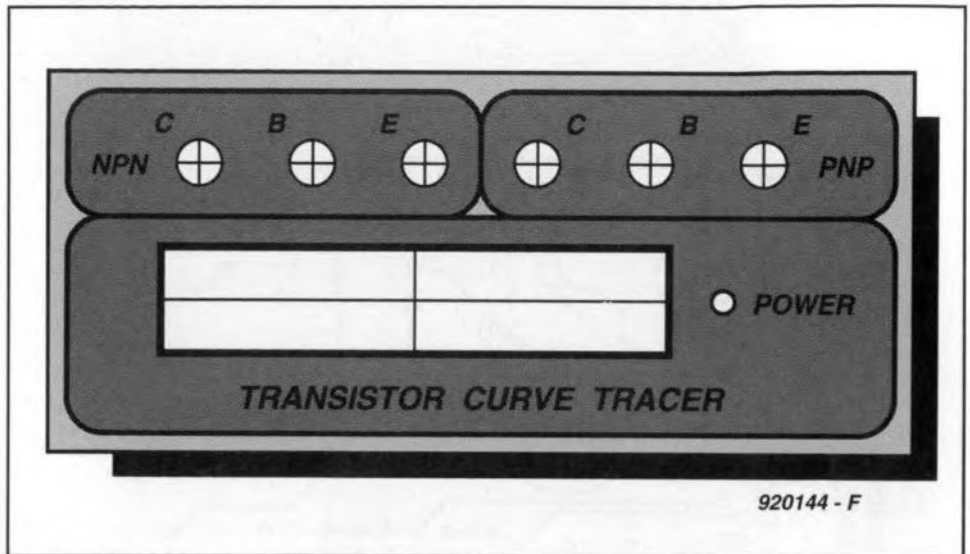 C B E C B E
NPN PNP
POWER
TRANSISTOR CURVE TRACER
920144 - F